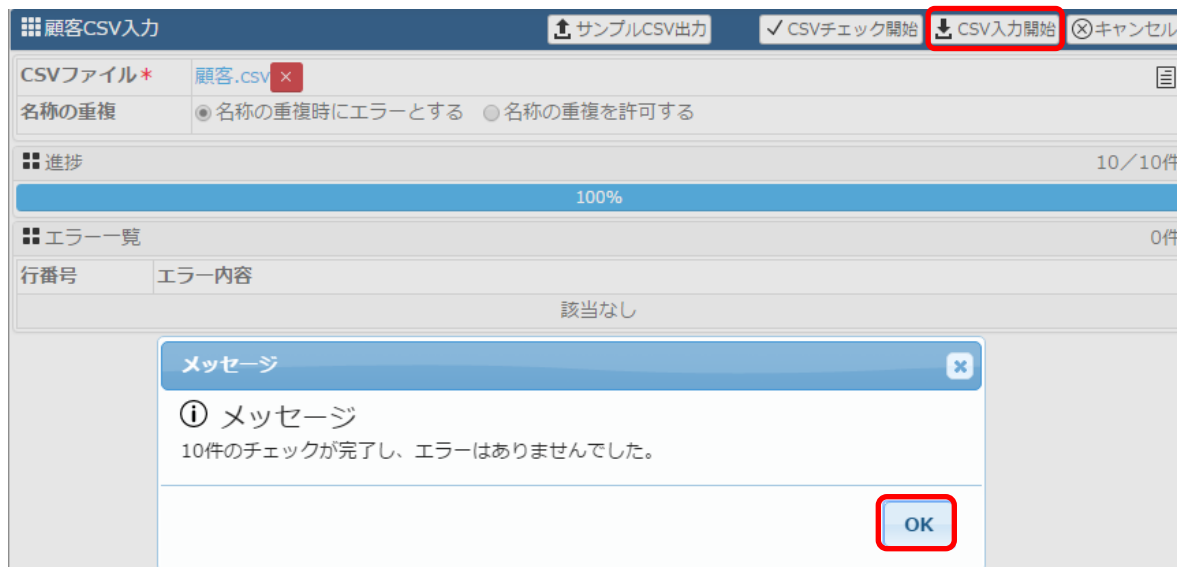 顧客CSV入力 サンプルCSV出力 CSVチェック開始 CSV入力開始 キャンセル
CSVファイル* 顧客.csv ×
名称の重複 名称の重複時にエラーとする 名称の重複を許可する
進捗 10／10件
100%
エラー一覧 0件
行番号 エラー内容
該当なし
メッセージ
メッセージ
10件のチェックが完了し、エラーはありませんでした。
OK